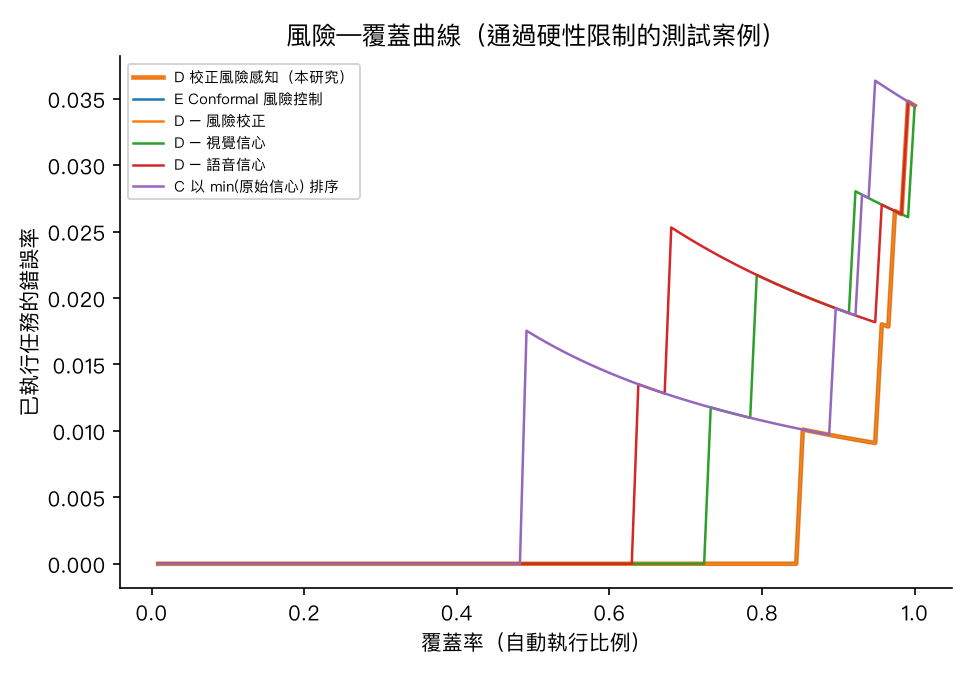 風險—覆蓋曲線（通過硬性限制的測試案例）
D 校正風險感知（本研究）
E Conformal 風險控制
D − 風險校正
D − 視覺信心
D − 語音信心
C 以 min(原始信心) 排序
已執行任務的錯誤率
0.035
0.030
0.025
0.020
0.015
0.010
0.005
0.000
0.0 0.2 0.4 0.6 0.8 1.0
覆蓋率（自動執行比例）